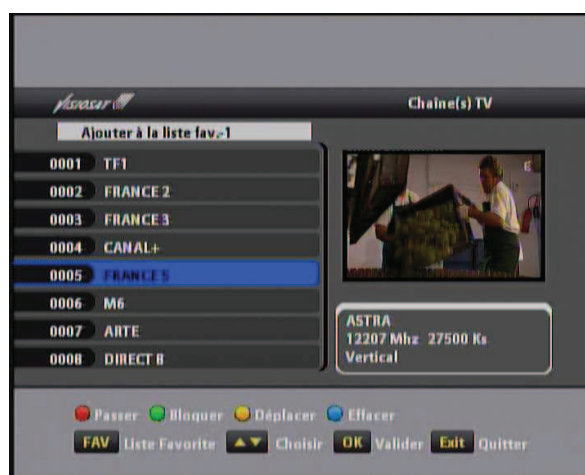 VISIOSAT
Chaîne(s) TV
Ajouter à la liste fav.-1
0001 TF1
0002 FRANCE 2
0003 FRANCE 3
0004 CANAL+
0005 FRANCE 5
0006 M6
0007 ARTE
0008 DIRECT 8
ASTRA
12207 Mhz 27500 Ks
Vertical
Passer Bloquer Déplacer Effacer
FAV Liste Favorite ▲▼ Choisir OK Valider Exit Quitter